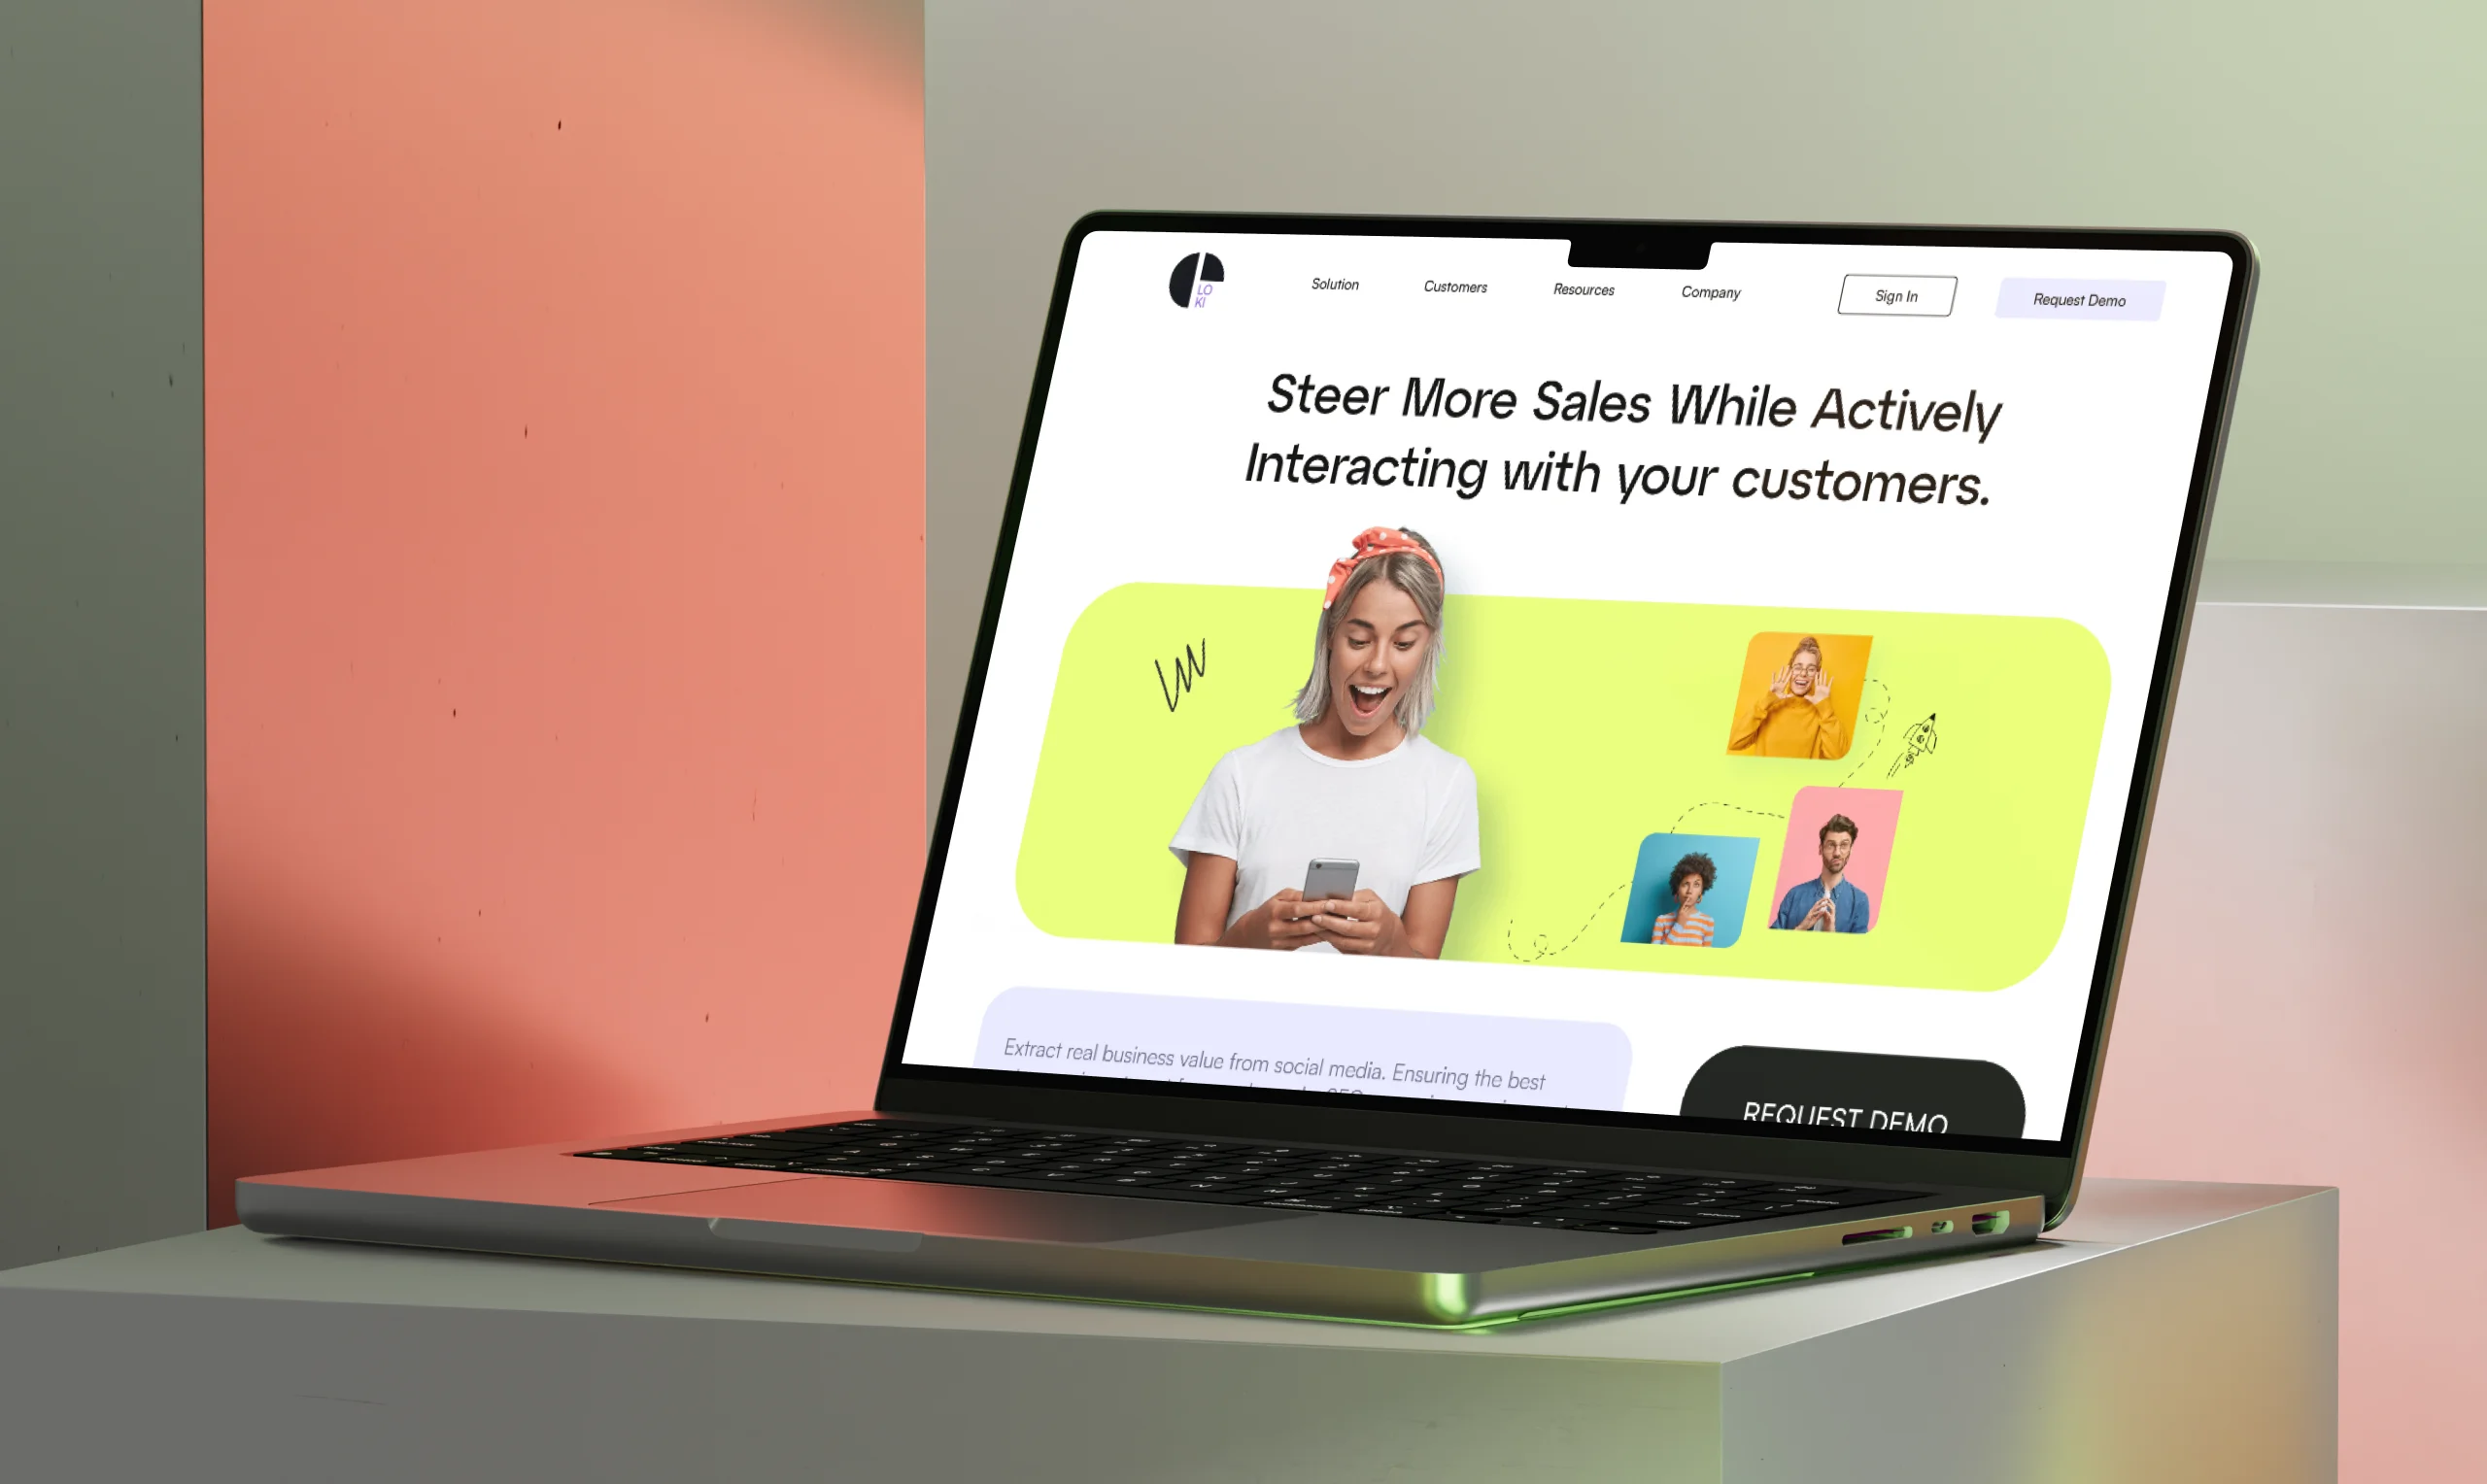 LO
KI
Solution
Customers
Resources
Company
Sign In
Request Demo
Steer More Sales While Actively
Interacting with your customers.
Extract real business value from social media. Ensuring the best
REQUEST DEMO